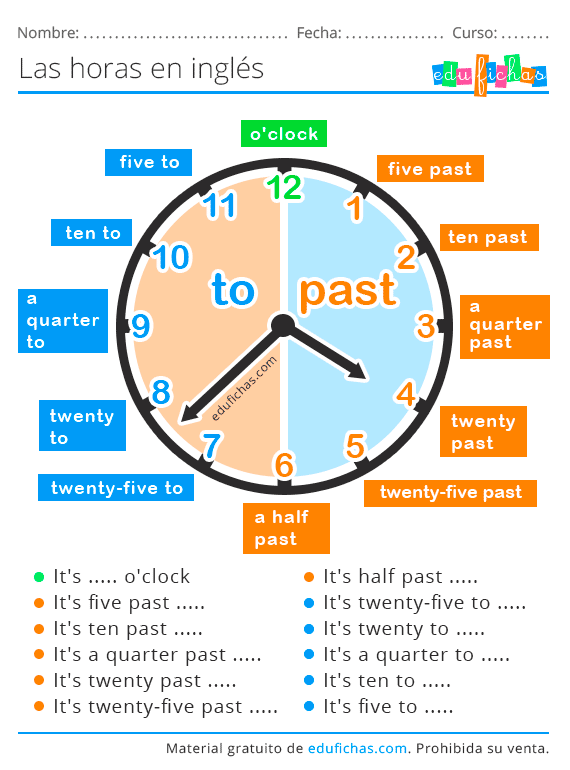 Nombre: ................................ Fecha: ................ Curso: ........
Las horas en inglés
edufichas
o'clock
five to
five past
12
11
1
ten to
ten past
10
2
to past
a
quarter
to
9
3
a
quarter
past
edufichas.com
8
4
twenty
to
twenty
past
7
5
6
twenty-five to
twenty-five past
a half
past
It's ..... o'clock
It's five past .....
It's ten past .....
It's a quarter past .....
It's twenty past .....
It's twenty-five past .....
It's half past .....
It's twenty-five to .....
It's twenty to .....
It's a quarter to .....
It's ten to .....
It's five to .....
Material gratuito de edufichas.com. Prohibida su venta.